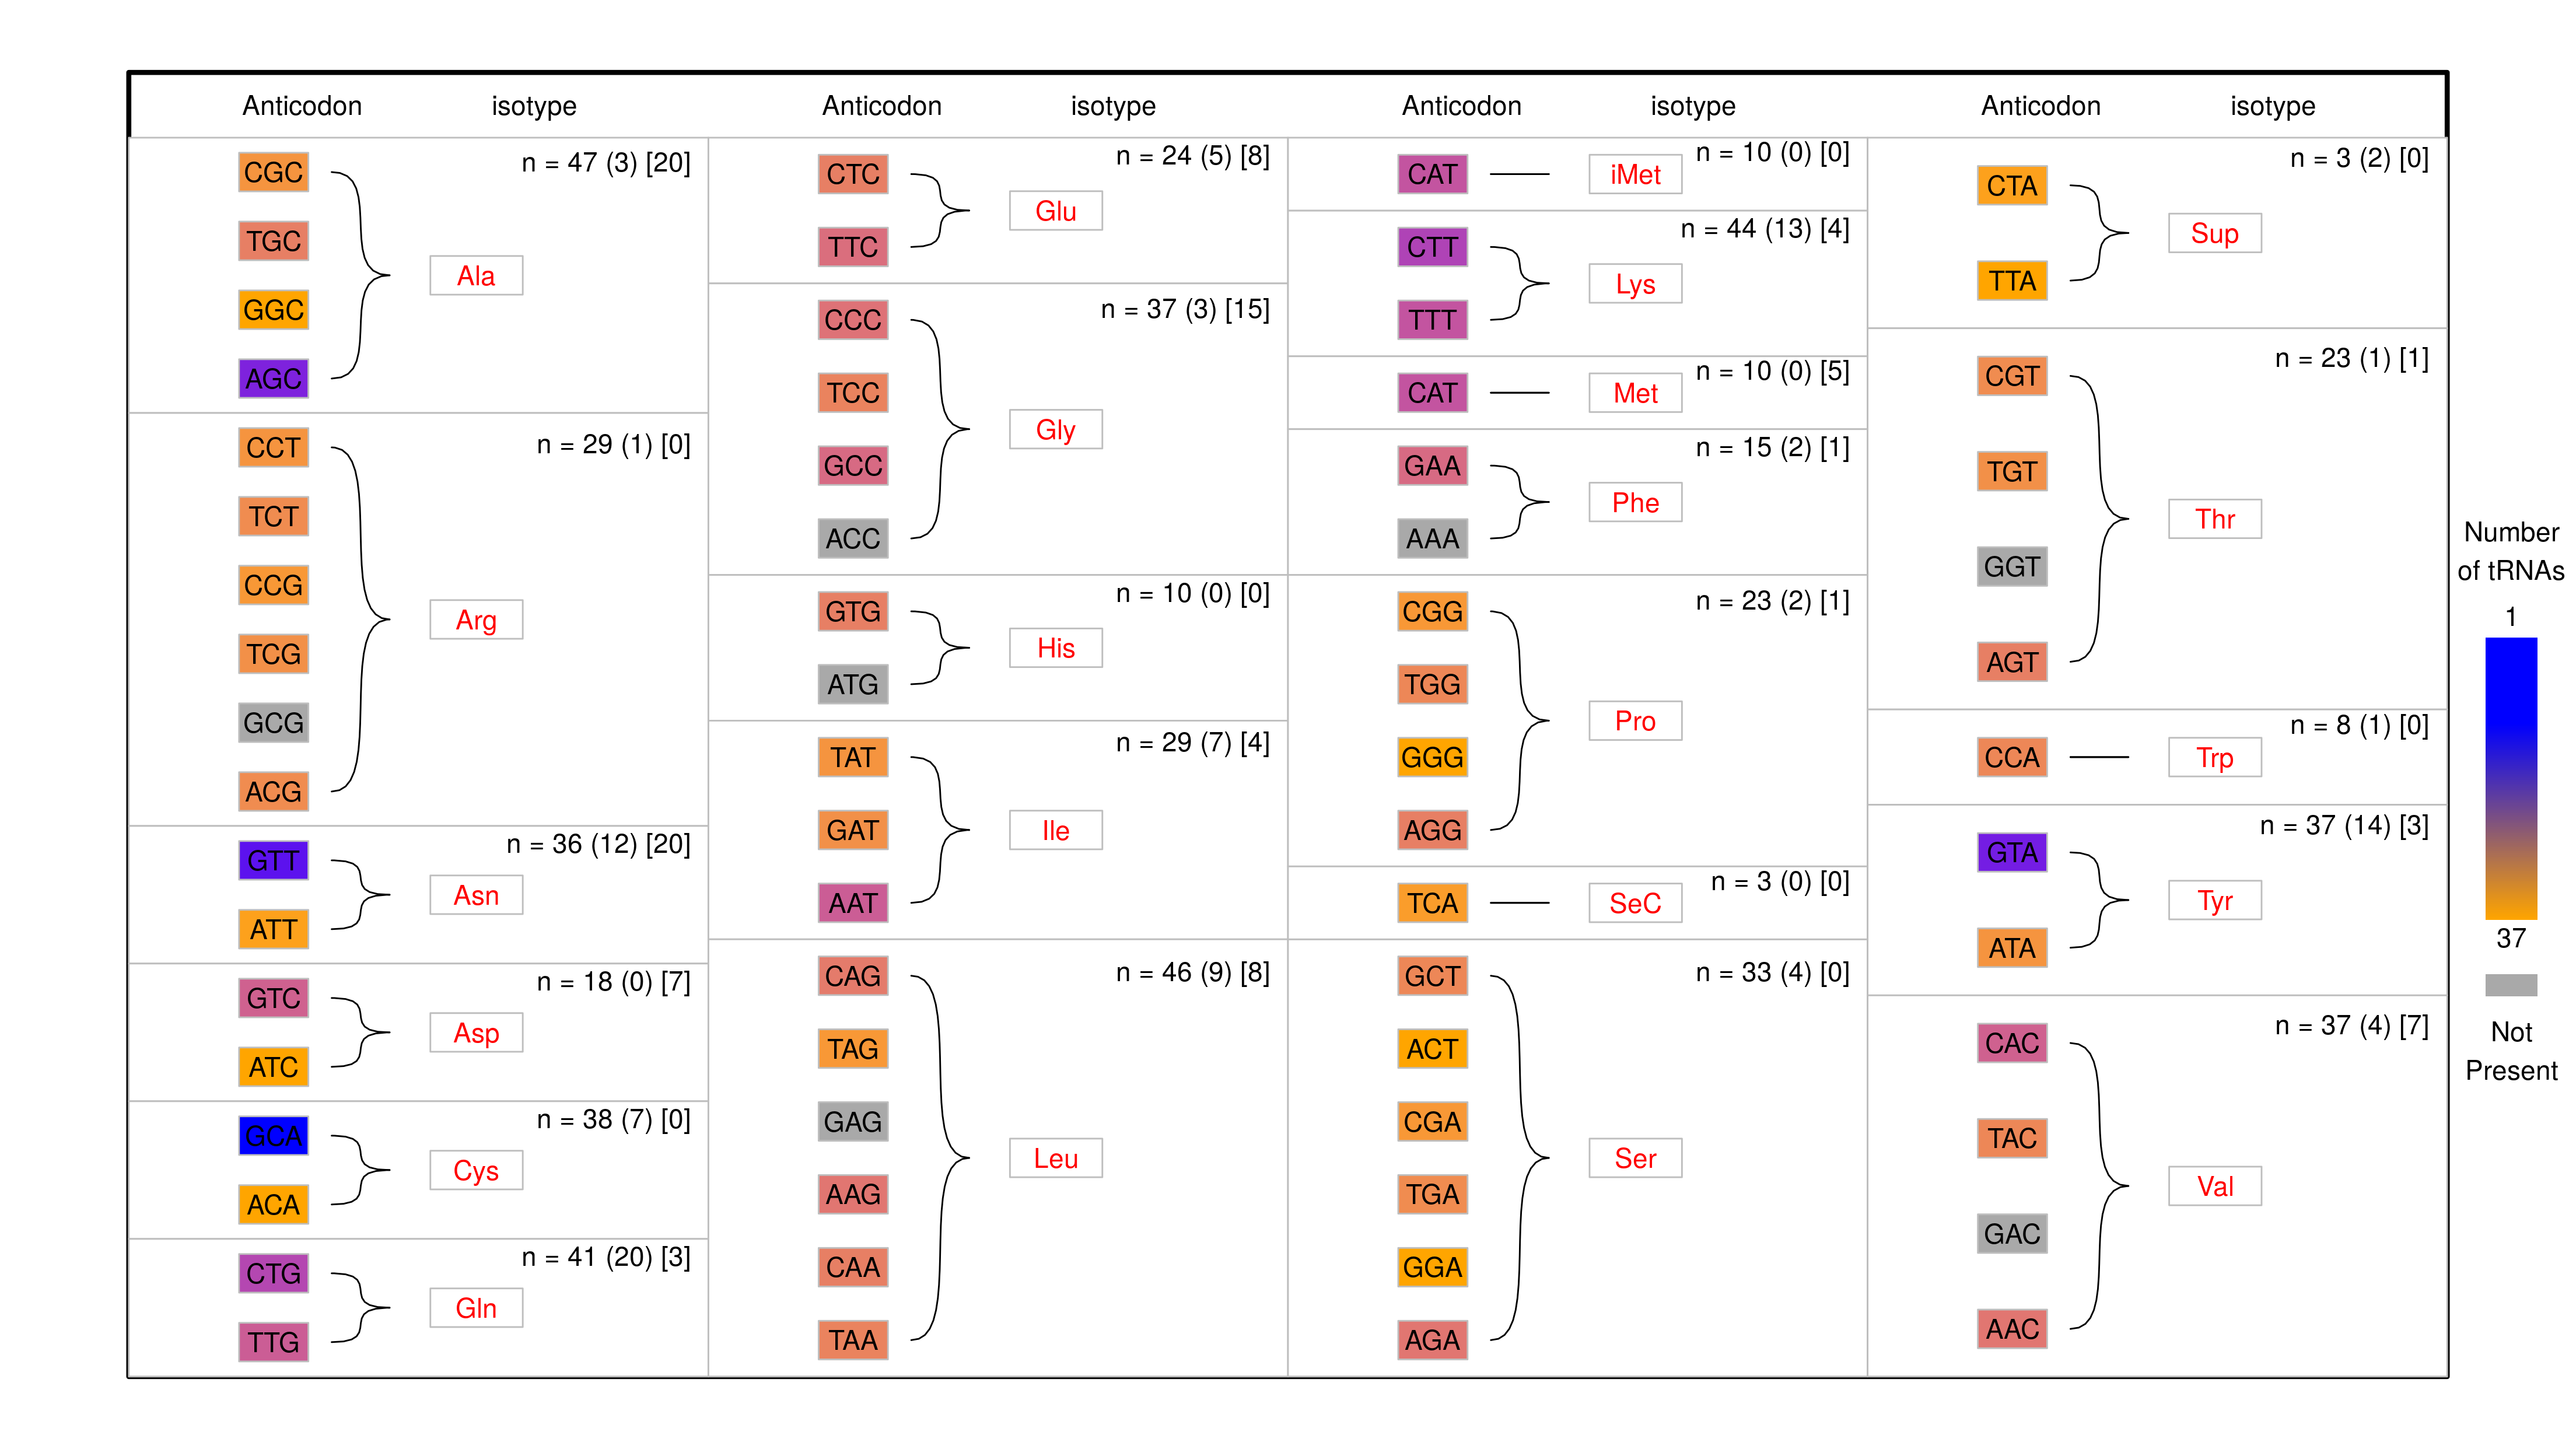 Anticodon isotype
CGC
TGC
GGC
AGC
Ala
n = 47 (3) [20]
CCT
TCT
CCG
TCG
GCG
ACG
Arg
n = 29 (1) [0]
GTT
ATT
Asn
n = 36 (12) [20]
GTC
ATC
Asp
n = 18 (0) [7]
GCA
ACA
Cys
n = 38 (7) [0]
CTG
TTG
Gln
n = 41 (20) [3]
Anticodon isotype
CTC
TTC
Glu
n = 24 (5) [8]
CCC
TCC
GCC
ACC
Gly
n = 37 (3) [15]
GTG
ATG
His
n = 10 (0) [0]
TAT
GAT
AAT
Ile
n = 29 (7) [4]
CAG
TAG
GAG
AAG
CAA
TAA
Leu
n = 46 (9) [8]
Anticodon isotype
CAT
iMet
n = 10 (0) [0]
CTT
TTT
Lys
n = 44 (13) [4]
CAT
Met
n = 10 (0) [5]
GAA
AAA
Phe
n = 15 (2) [1]
CGG
TGG
GGG
AGG
Pro
n = 23 (2) [1]
TCA
SeC
n = 3 (0) [0]
GCT
ACT
CGA
TGA
GGA
AGA
Ser
n = 33 (4) [0]
Anticodon isotype
CTA
TTA
Sup
n = 3 (2) [0]
CGT
TGT
GGT
AGT
Thr
n = 23 (1) [1]
CCA
Trp
n = 8 (1) [0]
GTA
ATA
Tyr
n = 37 (14) [3]
CAC
TAC
GAC
AAC
Val
n = 37 (4) [7]
Number
of tRNAs
1
37
Not
Present